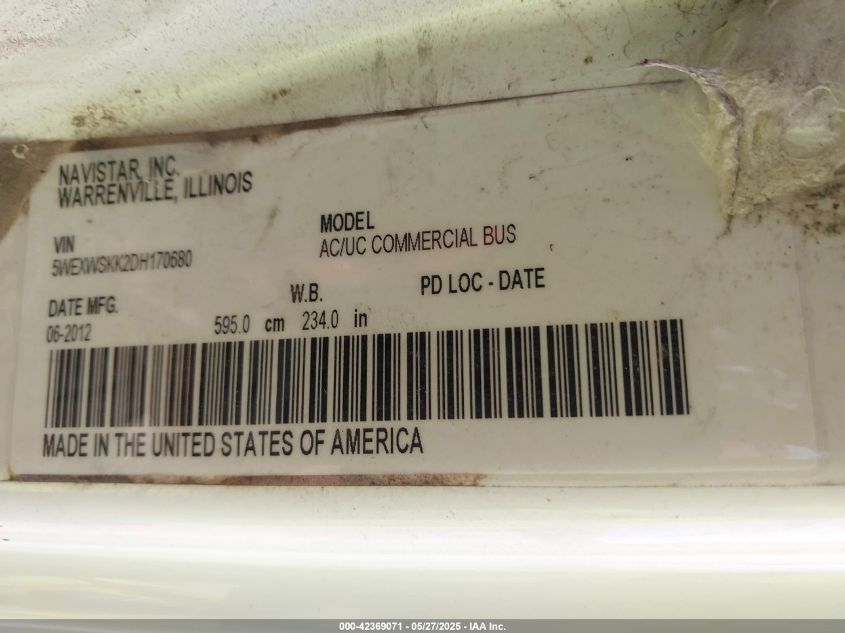 NAVISTAR, INC.
WARRENVILLE, ILLINOIS
VIN
5WEXWSKK2DH170680
MODEL
AC/UC COMMERCIAL BUS
DATE MFG.
06-2012
W.B.
595.0 cm 234.0 in
PD LOC - DATE
MADE IN THE UNITED STATES OF AMERICA
000-42369071 - 05/27/2025 - IAA Inc.